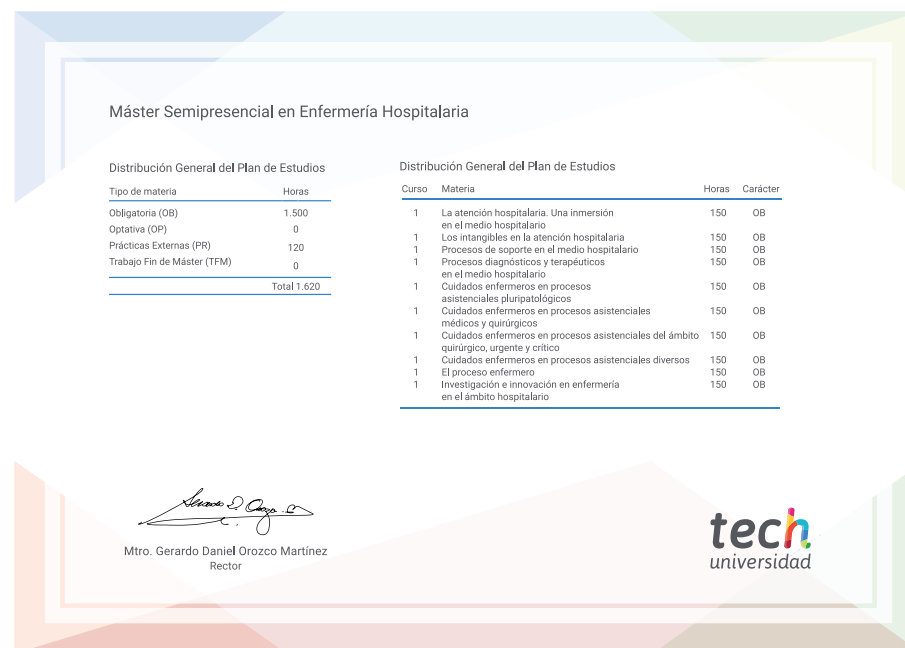 Máster Semipresencial en Enfermería Hospitalaria
Distribución General del Plan de Estudios
Tipo de materia Horas
Obligatoria (OB) 1.500
Optativa (OP) 0
Prácticas Externas (PR) 120
Trabajo Fin de Máster (TFM) 0
Total 1.620
Distribución General del Plan de Estudios
Curso Materia Horas Carácter
1 La atención hospitalaria. Una inmersión 150 OB
en el medio hospitalario
1 Los intangibles en la atención hospitalaria 150 OB
1 Procesos de soporte en el medio hospitalario 150 OB
1 Procesos diagnósticos y terapéuticos 150 OB
en el medio hospitalario
1 Cuidados enfermeros en procesos 150 OB
asistenciales pluripatológicos
1 Cuidados enfermeros en procesos asistenciales 150 OB
médicos y quirúrgicos
1 Cuidados enfermeros en procesos asistenciales del ámbito 150 OB
quirúrgico, urgente y crítico
1 Cuidados enfermeros en procesos asistenciales diversos 150 OB
1 El proceso enfermero 150 OB
1 Investigación e innovación en enfermería 150 OB
en el ámbito hospitalario
Mtro. Gerardo Daniel Orozco Martínez
Rector
tech
universidad